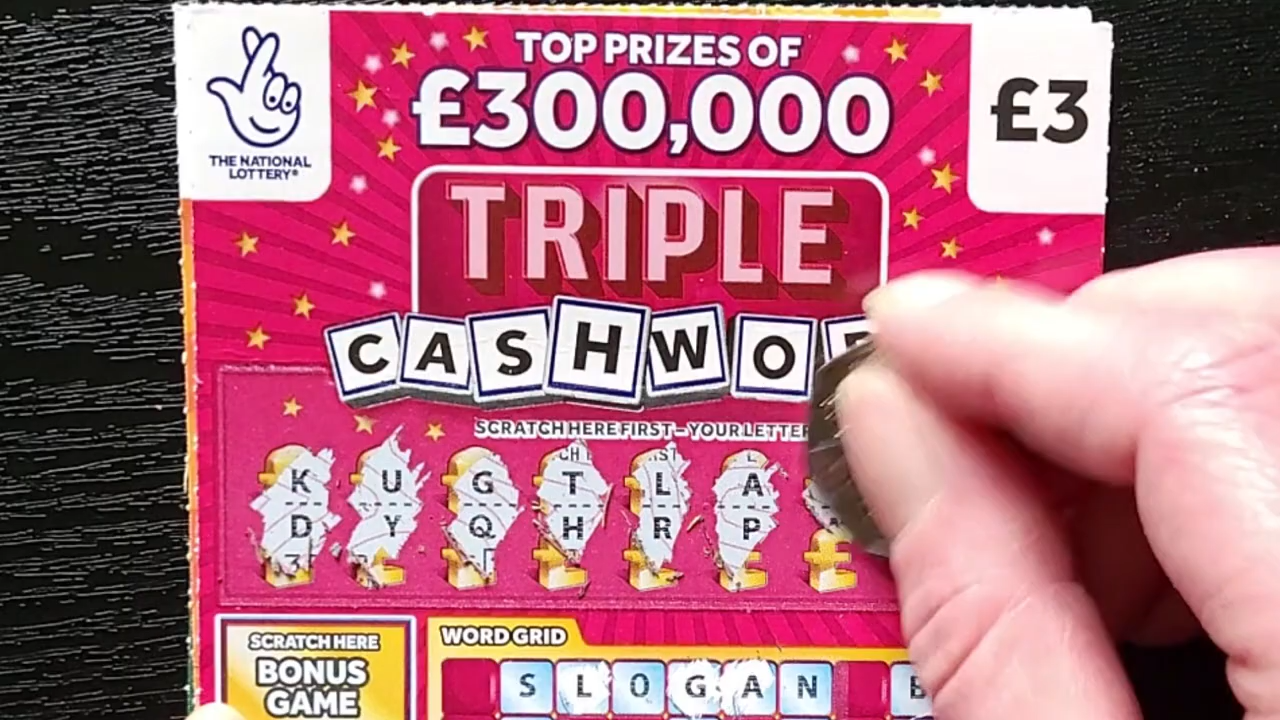 TOP PRIZES OF
£300,000
£3
THE NATIONAL
LOTTERY®
TRIPLE
CASHWO
SCRATCH HERE FIRST – YOUR LETTER
K U G T L A
D Y Q H R P
SCRATCH HERE
BONUS
GAME
WORD GRID
S L O G A N